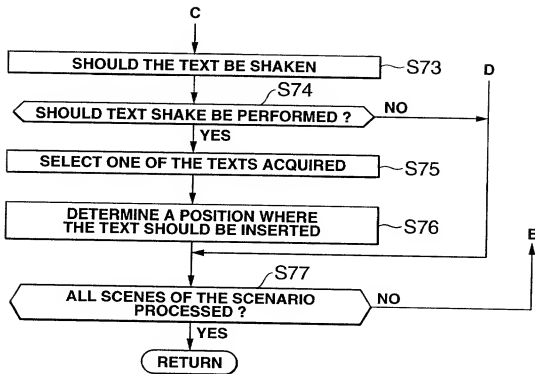 C
SHOULD THE TEXT BE SHAKEN
S73
D
S74
SHOULD TEXT SHAKE BE PERFORMED ?
NO
YES
SELECT ONE OF THE TEXTS ACQUIRED
S75
DETERMINE A POSITION WHERE
THE TEXT SHOULD BE INSERTED
S76
E
S77
ALL SCENES OF THE SCENARIO
PROCESSED ?
NO
YES
RETURN